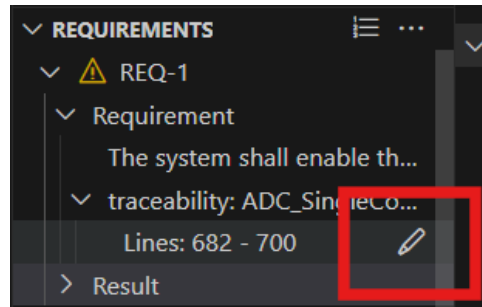 REQUIREMENTS
REQ-1
Requirement
The system shall enable th...
traceability: ADC_SingleCo...
Lines: 682 - 700
Result